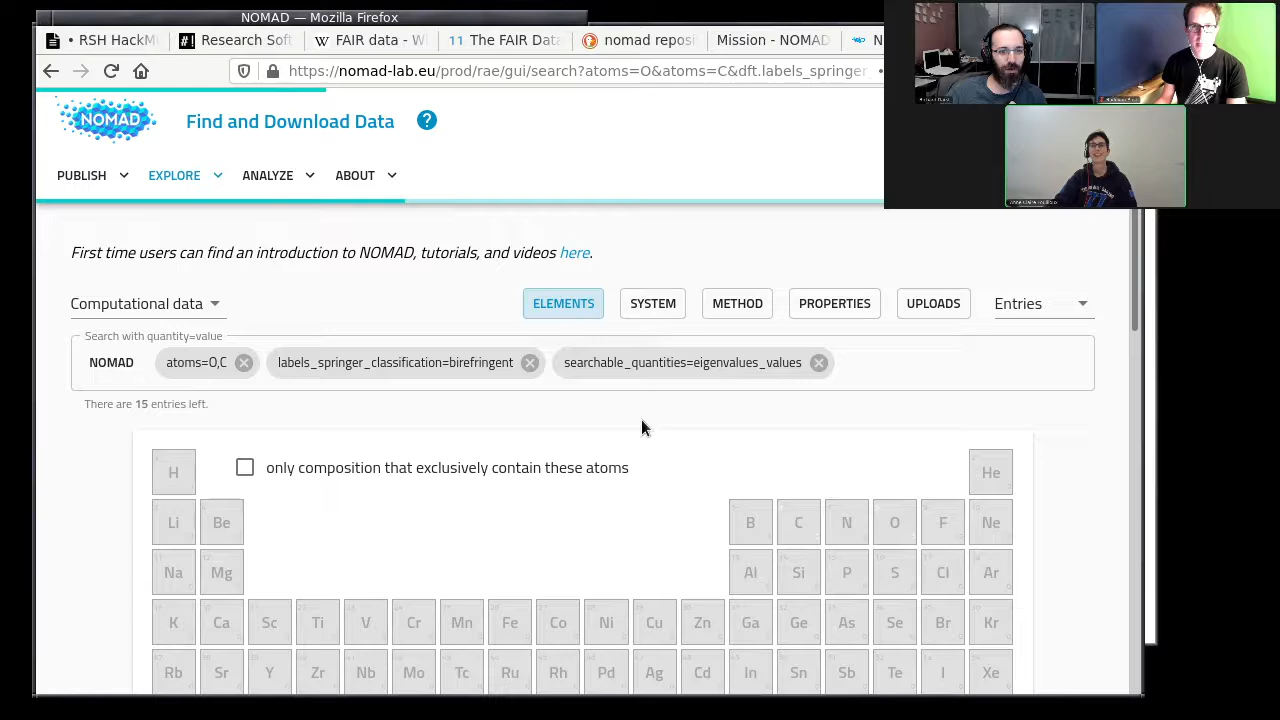 NOMAD — Mozilla Firefox
• RSH HackM
Research Soft
FAIR data - W
The FAIR Data
nomad reposi
Mission - NOMAD
N
https://nomad-lab.eu/prod/rae/gui/search?atoms=O&atoms=C&dft.labels_springer_
NOMAD
Find and Download Data
PUBLISH
EXPLORE
ANALYZE
ABOUT
First time users can find an introduction to NOMAD, tutorials, and videos here.
Computational data
ELEMENTS
SYSTEM
METHOD
PROPERTIES
UPLOADS
Entries
Search with quantity=value
NOMAD
atoms=O,C
labels_springer_classification=birefringent
searchable_quantities=eigenvalues_values
There are 15 entries left.
only composition that exclusively contain these atoms
H He
Li Be B C N O F Ne
Na Mg Al Si P S Cl Ar
K Ca Sc Ti V Cr Mn Fe Co Ni Cu Zn Ga Ge As Se Br Kr
Rb Sr Y Zr Nb Mo Tc Ru Rh Pd Ag Cd In Sn Sb Te I Xe